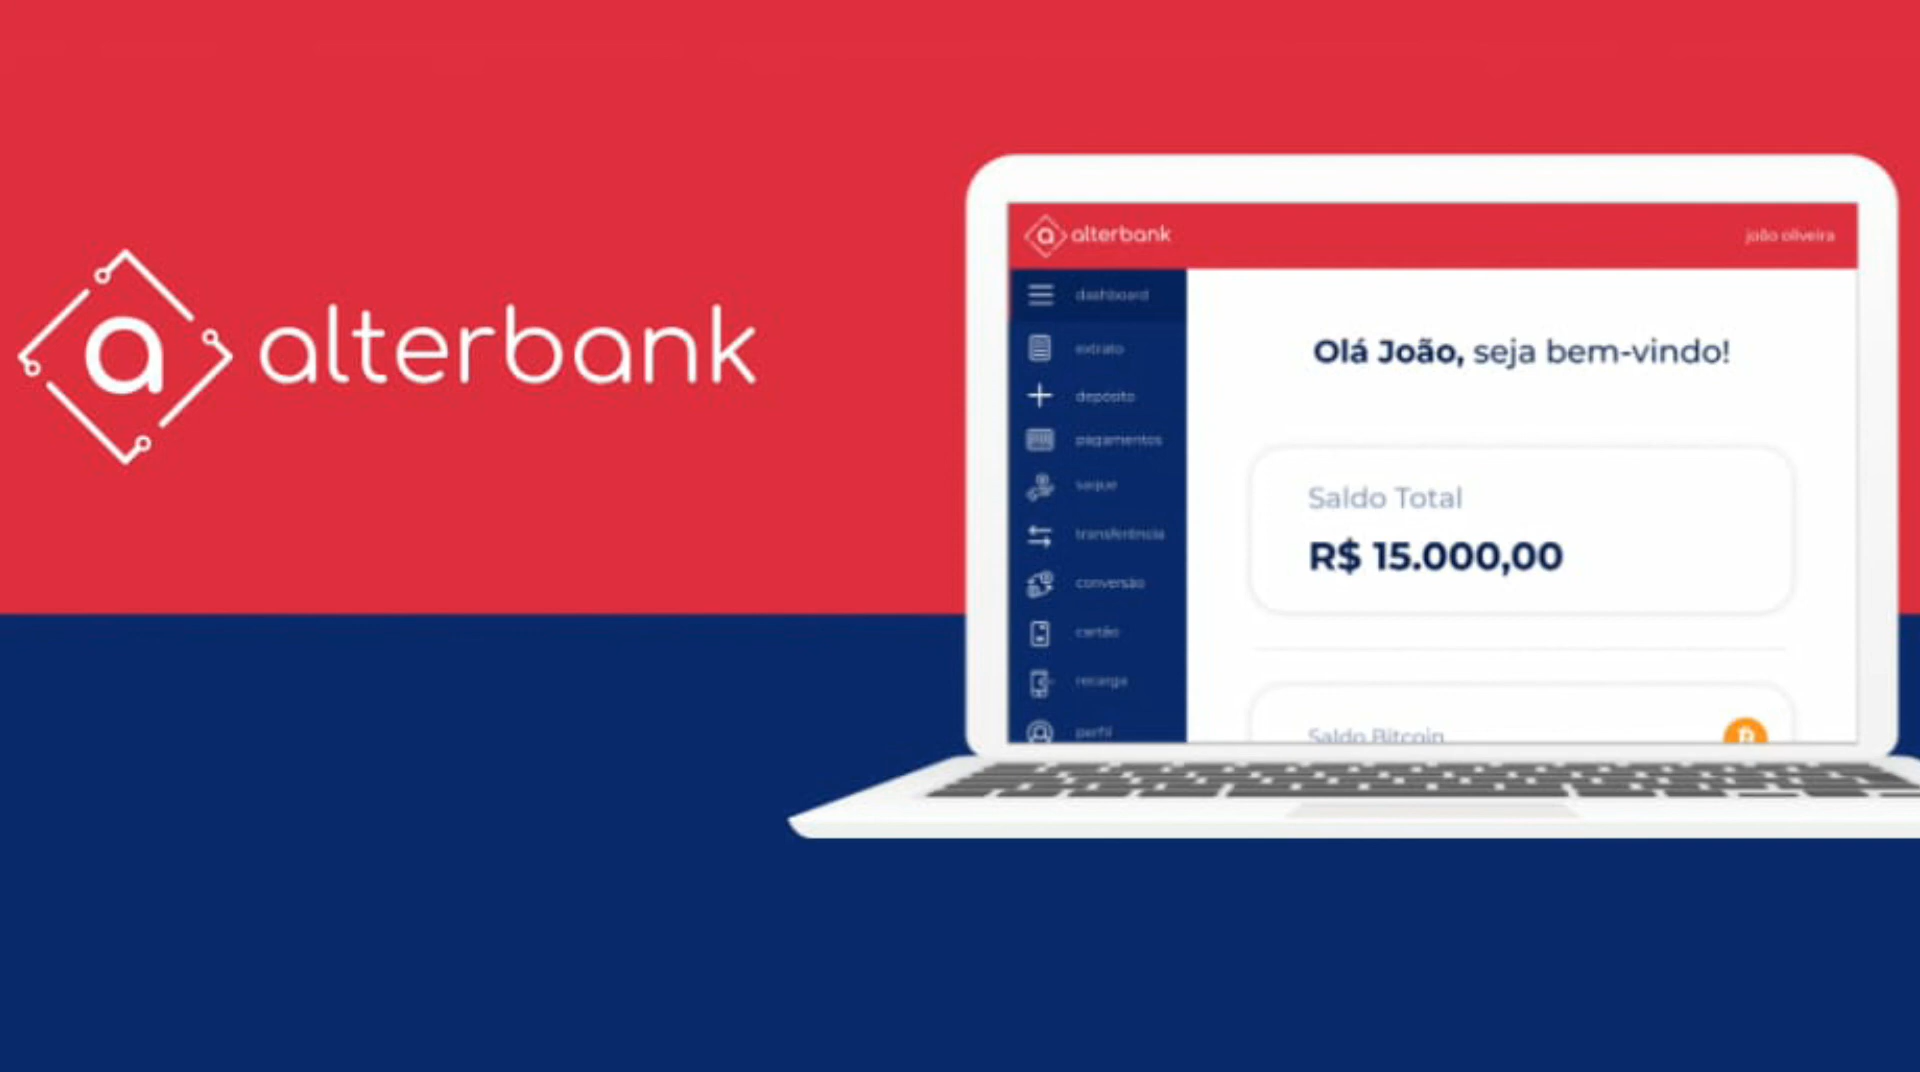 alterbank
alterbank
joão oliveira
dashboard
extrato
depósito
pagamentos
saque
transferência
conversão
cartão
recarga
perfil
Olá João, seja bem-vindo!
Saldo Total
R$ 15.000,00
Saldo Bitcoin